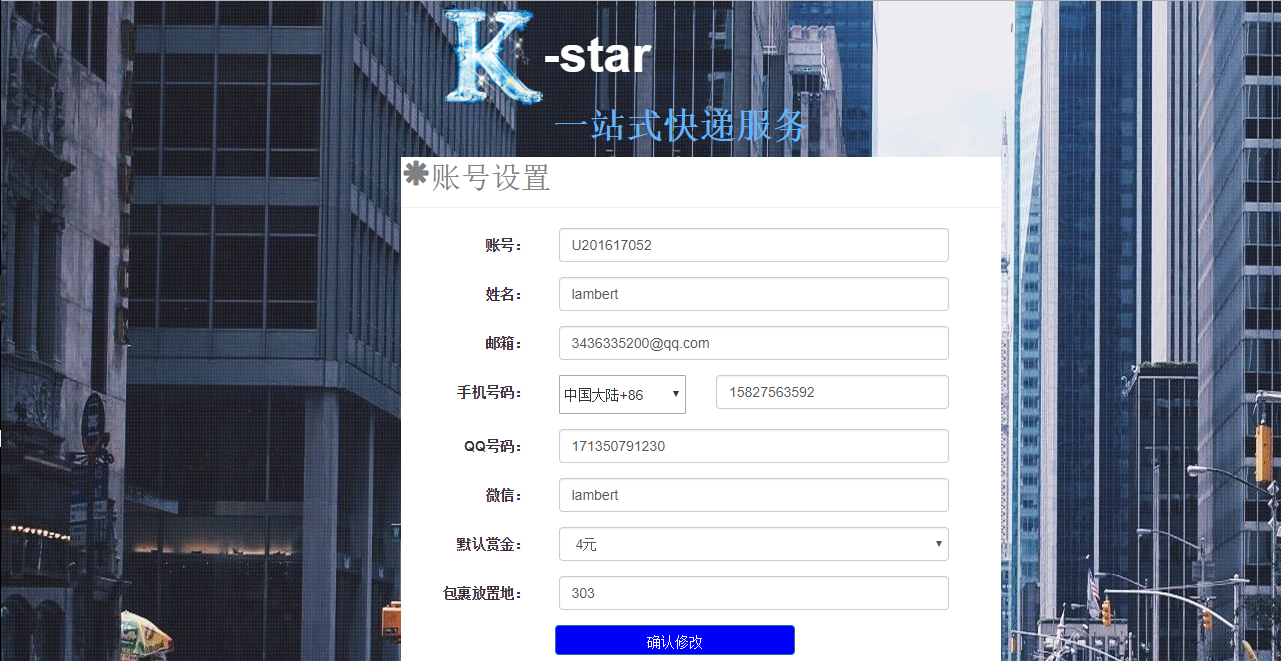 K-star
一站式快递服务
账号设置
账号： U201617052
姓名： lambert
邮箱： 3436335200@qq.com
手机号码： 中国大陆+86 15827563592
QQ号码： 171350791230
微信： lambert
默认赏金： 4元
包裹放置地： 303
确认修改